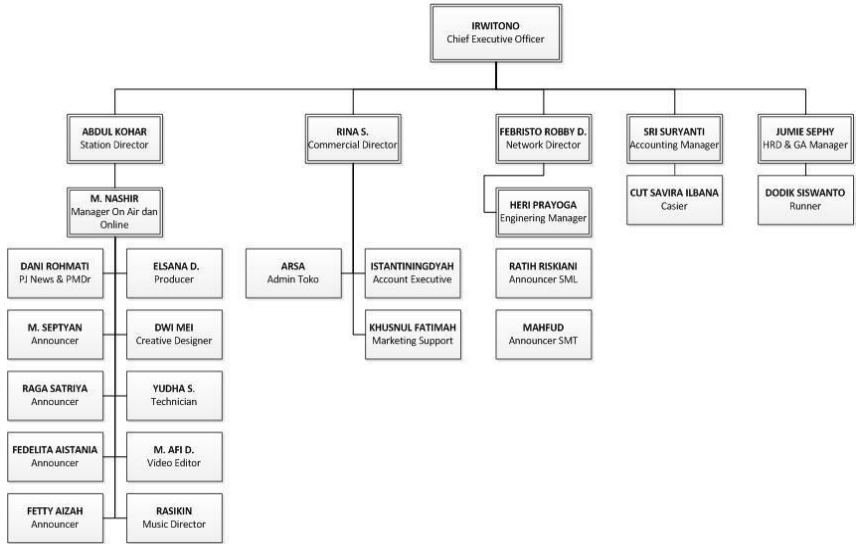 IRWITONO
Chief Executive Officer
ABDUL KOHAR
Station Director
RINA S.
Commercial Director
FEBRISTO ROBBY D.
Network Director
SRI SURYANTI
Accounting Manager
JUMIE SEPHY
HRD & GA Manager
M. NASHIR
Manager On Air dan
Online
HERI PRAYOGA
Enginering Manager
CUT SAVIRA ILBANA
Casier
DODIK SISWANTO
Runner
DANI ROHMATI
PJ News & PMDr
ELSANA D.
Producer
ARSA
Admin Toko
ISTANTININGDYAH
Account Executive
RATIH RISKIANI
Announcer SML
M. SEPTYAN
Announcer
DWI MEI
Creative Designer
KHUSNUL FATIMAH
Marketing Support
MAHFUD
Announcer SMT
RAGA SATRIYA
Announcer
YUDHA S.
Technician
FEDELITA AISTANIA
Announcer
M. AFI D.
Video Editor
FETTY AIZAH
Announcer
RASIKIN
Music Director